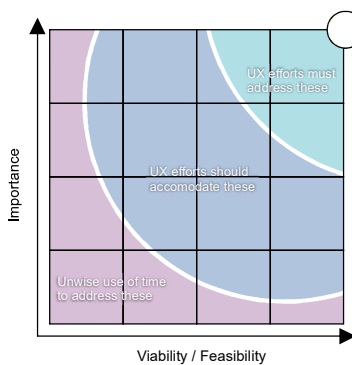 UX efforts must
address these
UX efforts should
accomodate these
Unwise use of time
to address these
Importance
Viability / Feasibility